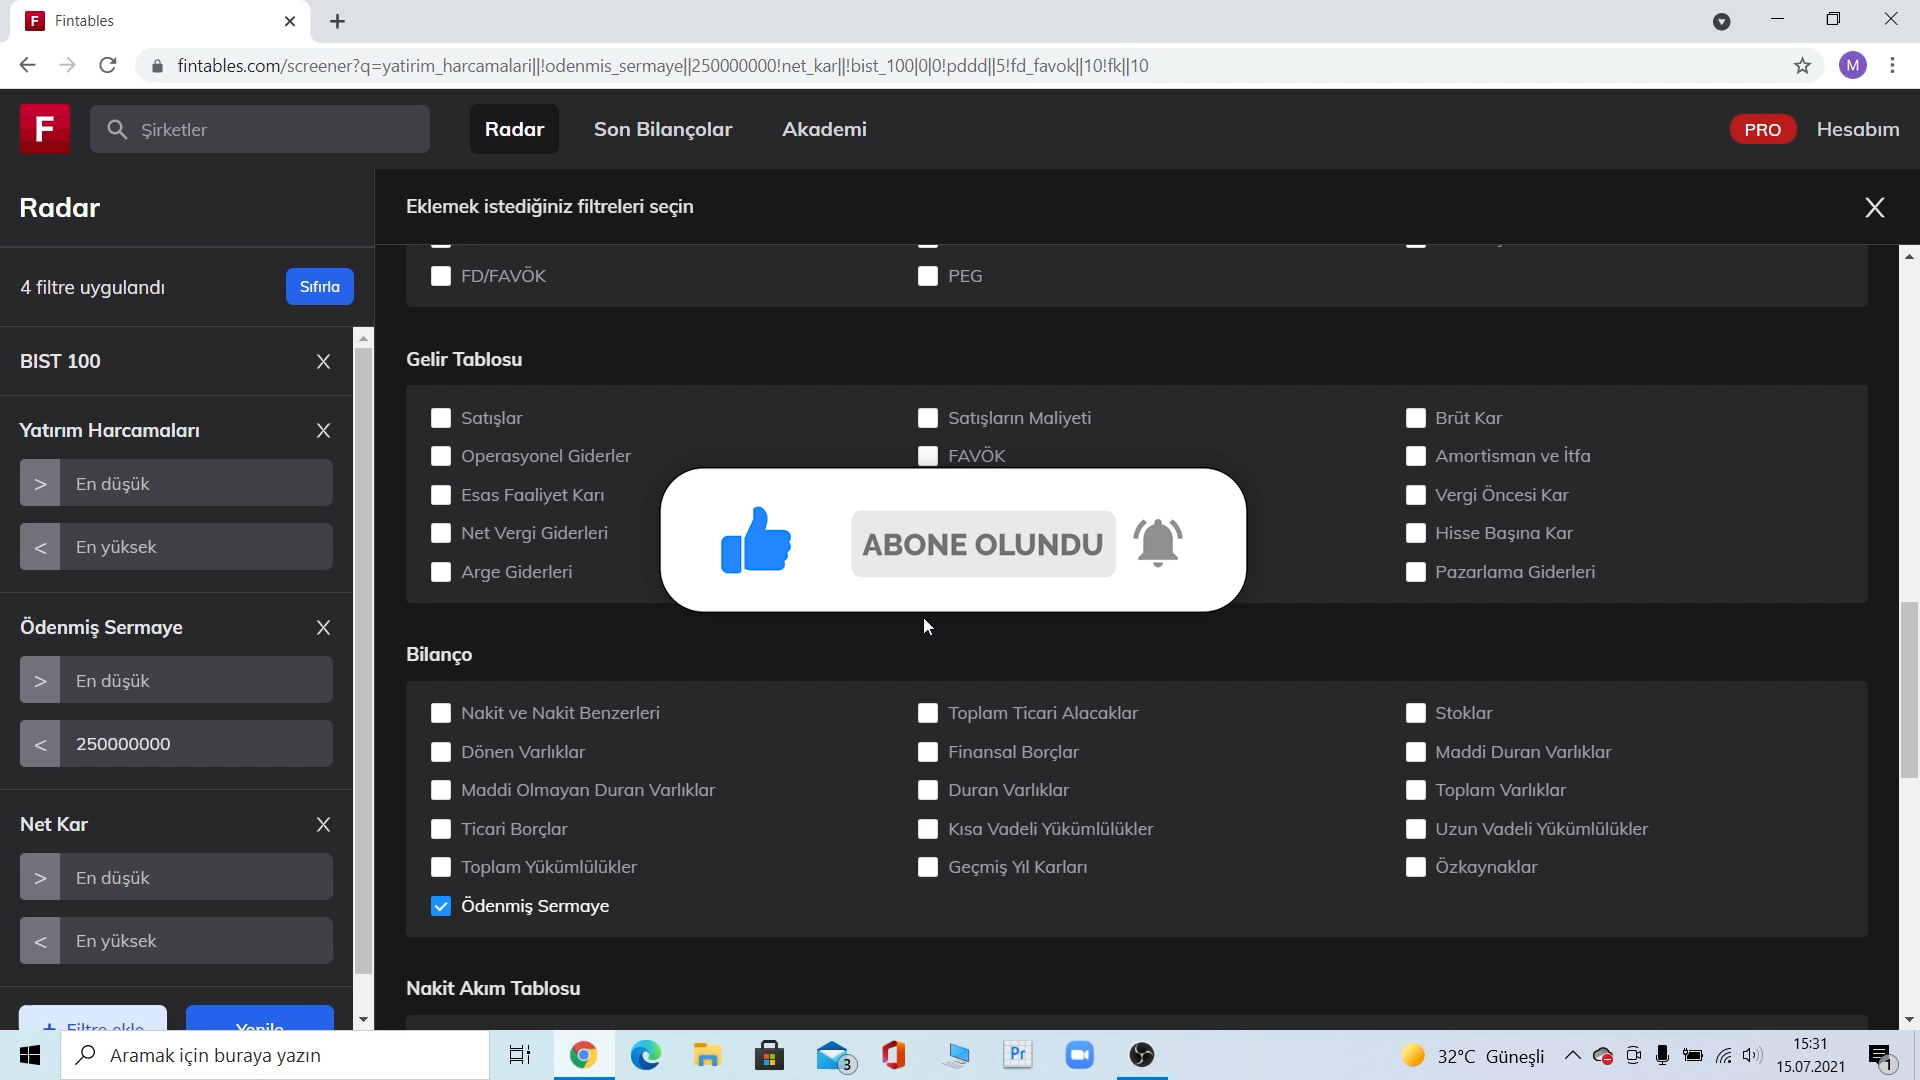 F Fintables
fintables.com/screener?q=yatirim_harcamalari||!odenmis_sermaye||250000000!net_kar||!bist_100|0|0!pddd||5!fd_favok||10!fk||10
M
F
Şirketler
Radar
Son Bilançolar
Akademi
PRO
Hesabım
Radar
4 filtre uygulandı
Sıfırla
BIST 100
X
Yatırım Harcamaları
X
> En düşük
< En yüksek
Ödenmiş Sermaye
X
> En düşük
< 250000000
Net Kar
X
> En düşük
< En yüksek
+ Filtre ekle
Yenile
Eklemek istediğiniz filtreleri seçin
X
FD/FAVÖK
PEG
Gelir Tablosu
Satışlar
Satışların Maliyeti
Brüt Kar
Operasyonel Giderler
FAVÖK
Amortisman ve İtfa
Esas Faaliyet Karı
Vergi Öncesi Kar
Net Vergi Giderleri
Hisse Başına Kar
Arge Giderleri
Pazarlama Giderleri
ABONE OLUNDU
Bilanço
Nakit ve Nakit Benzerleri
Toplam Ticari Alacaklar
Stoklar
Dönen Varlıklar
Finansal Borçlar
Maddi Duran Varlıklar
Maddi Olmayan Duran Varlıklar
Duran Varlıklar
Toplam Varlıklar
Ticari Borçlar
Kısa Vadeli Yükümlülükler
Uzun Vadeli Yükümlülükler
Toplam Yükümlülükler
Geçmiş Yıl Karları
Özkaynaklar
Ödenmiş Sermaye
Nakit Akım Tablosu
Aramak için buraya yazın
3
Pr
32°C Güneşli
15:31
15.07.2021
1